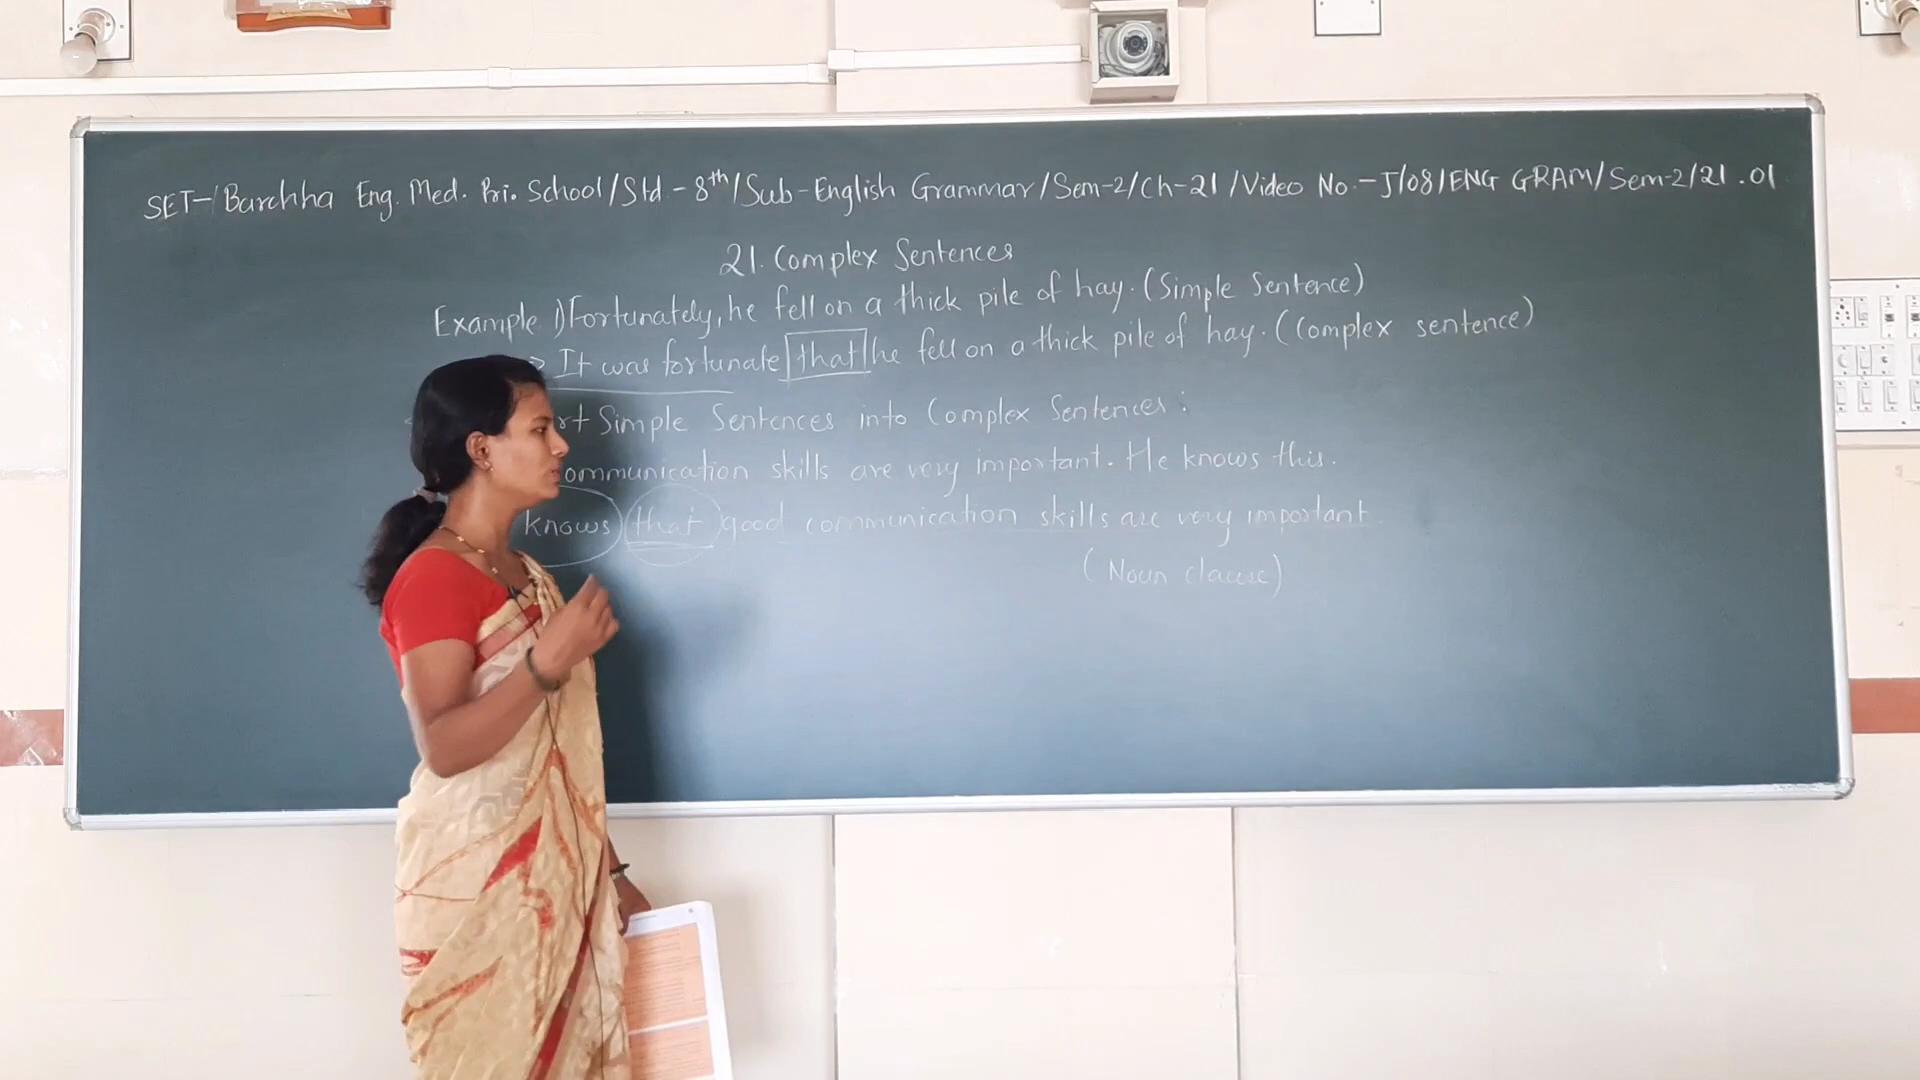 SET-/Barchha Eng. Med. Pri. School/Std-8th/Sub-English Grammar/Sem-2/Ch-21/Video No.-J/08/ENG GRAM/Sem-2/21.01
21. Complex Sentences
Example 1) Fortunately, he fell on a thick pile of hay. (Simple Sentence)
> It was fortunate that he fell on a thick pile of hay. (Complex sentence)
rt Simple Sentences into Complex Sentences:
ommunication skills are very important. He knows this.
knows that good communication skills are very important
(Noun clause)